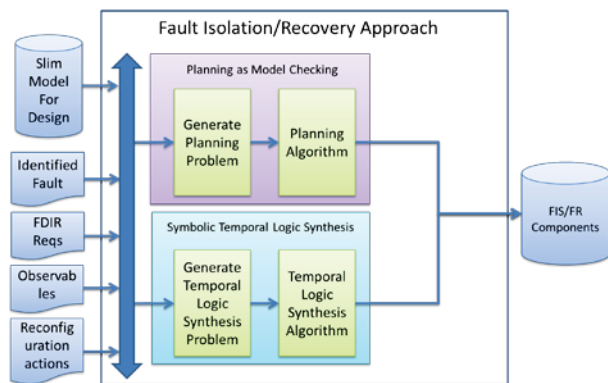 Fault Isolation/Recovery Approach
Slim
Model
For
Design
Identified
Fault
FDIR
Reqs
Observab
les
Reconfig
uration
actions
Planning as Model Checking
Generate
Planning
Problem
Planning
Algorithm
Symbolic Temporal Logic Synthesis
Generate
Temporal
Logic
Synthesis
Problem
Temporal
Logic
Synthesis
Algorithm
FIS/FR
Components